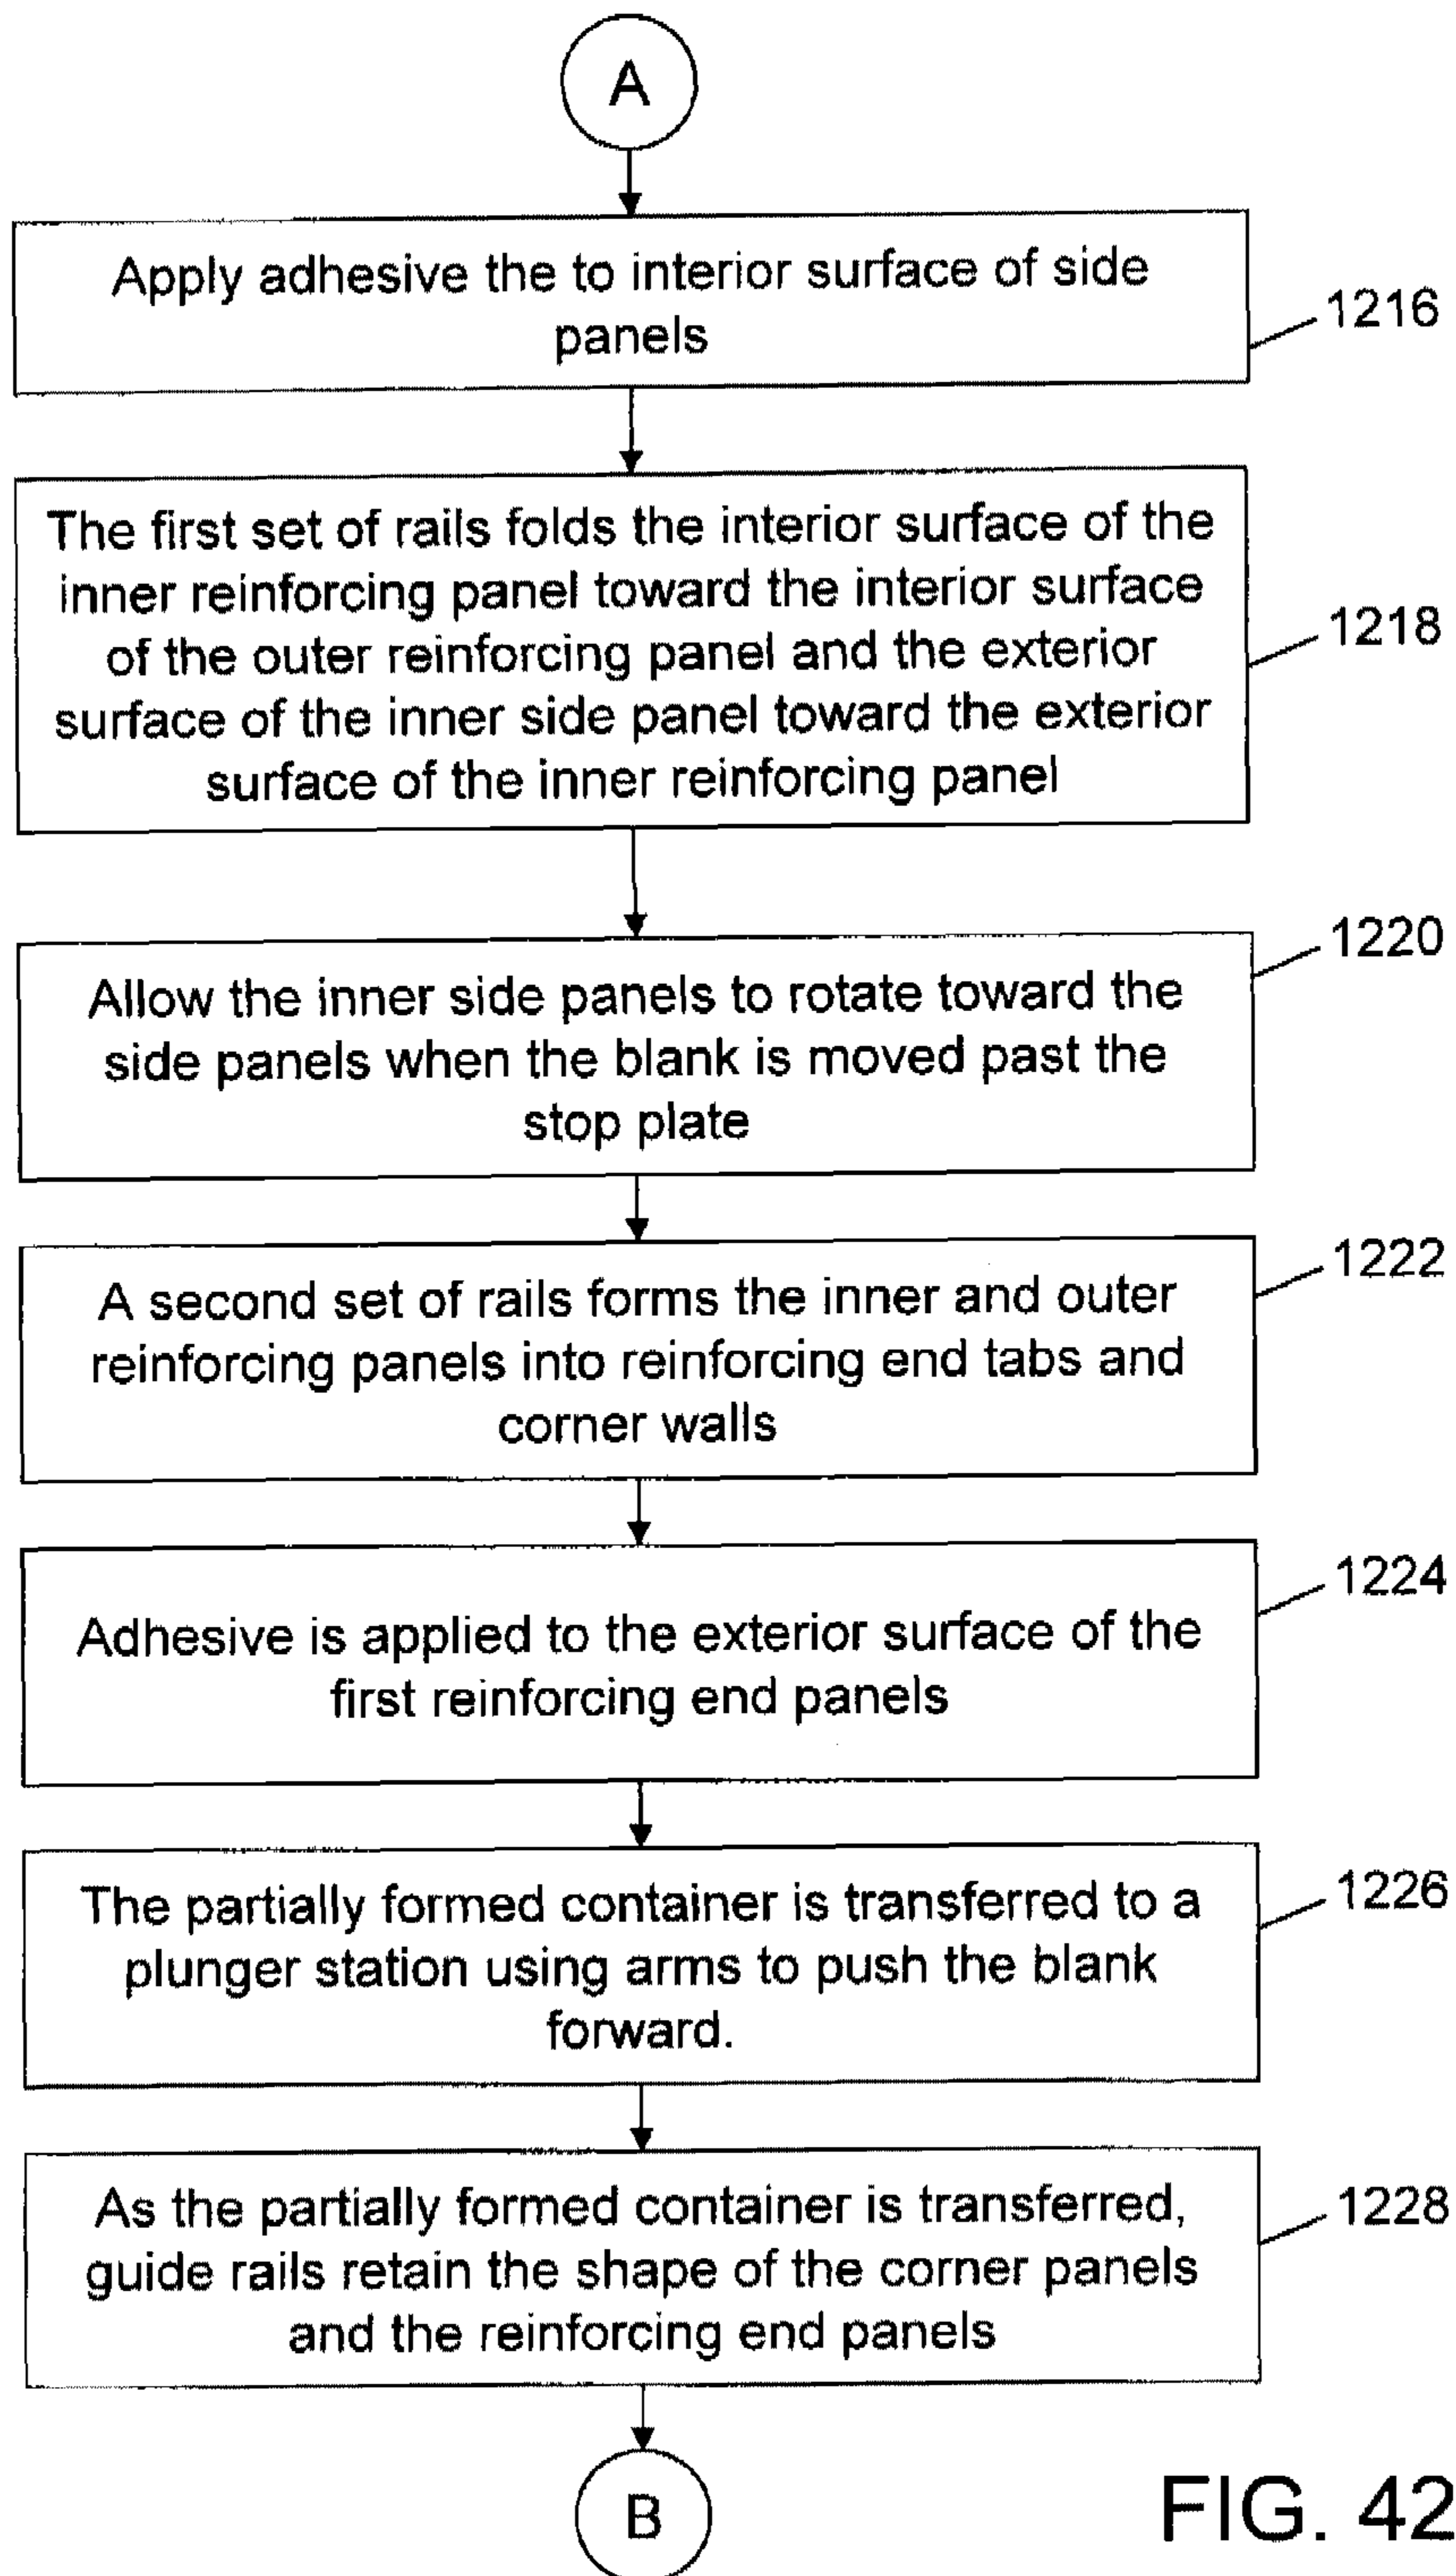 A
Apply adhesive the to interior surface of side
panels
1216
The first set of rails folds the interior surface of the
inner reinforcing panel toward the interior surface
of the outer reinforcing panel and the exterior
surface of the inner side panel toward the exterior
surface of the inner reinforcing panel
1218
Allow the inner side panels to rotate toward the
side panels when the blank is moved past the
stop plate
1220
A second set of rails forms the inner and outer
reinforcing panels into reinforcing end tabs and
corner walls
1222
Adhesive is applied to the exterior surface of the
first reinforcing end panels
1224
The partially formed container is transferred to a
plunger station using arms to push the blank
forward.
1226
As the partially formed container is transferred,
guide rails retain the shape of the corner panels
and the reinforcing end panels
1228
B
FIG. 42